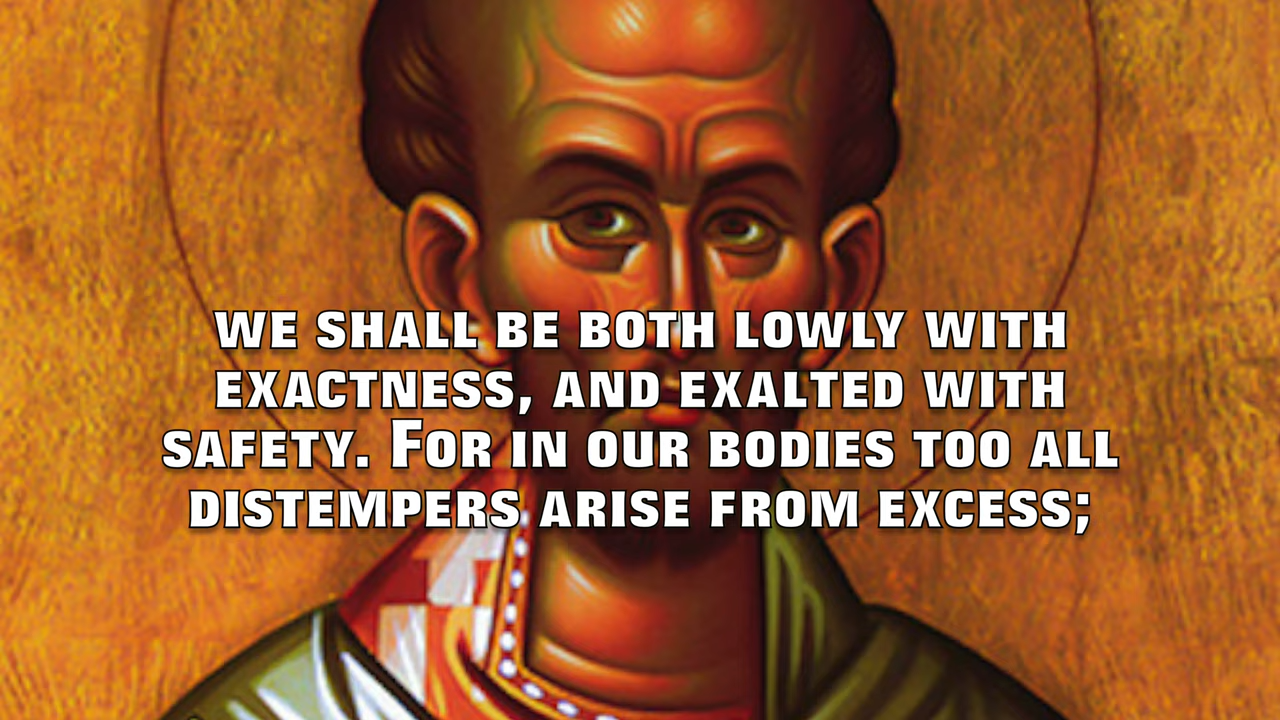 we shall be both lowly with
exactness, and exalted with
safety. For in our bodies too all
distempers arise from excess;